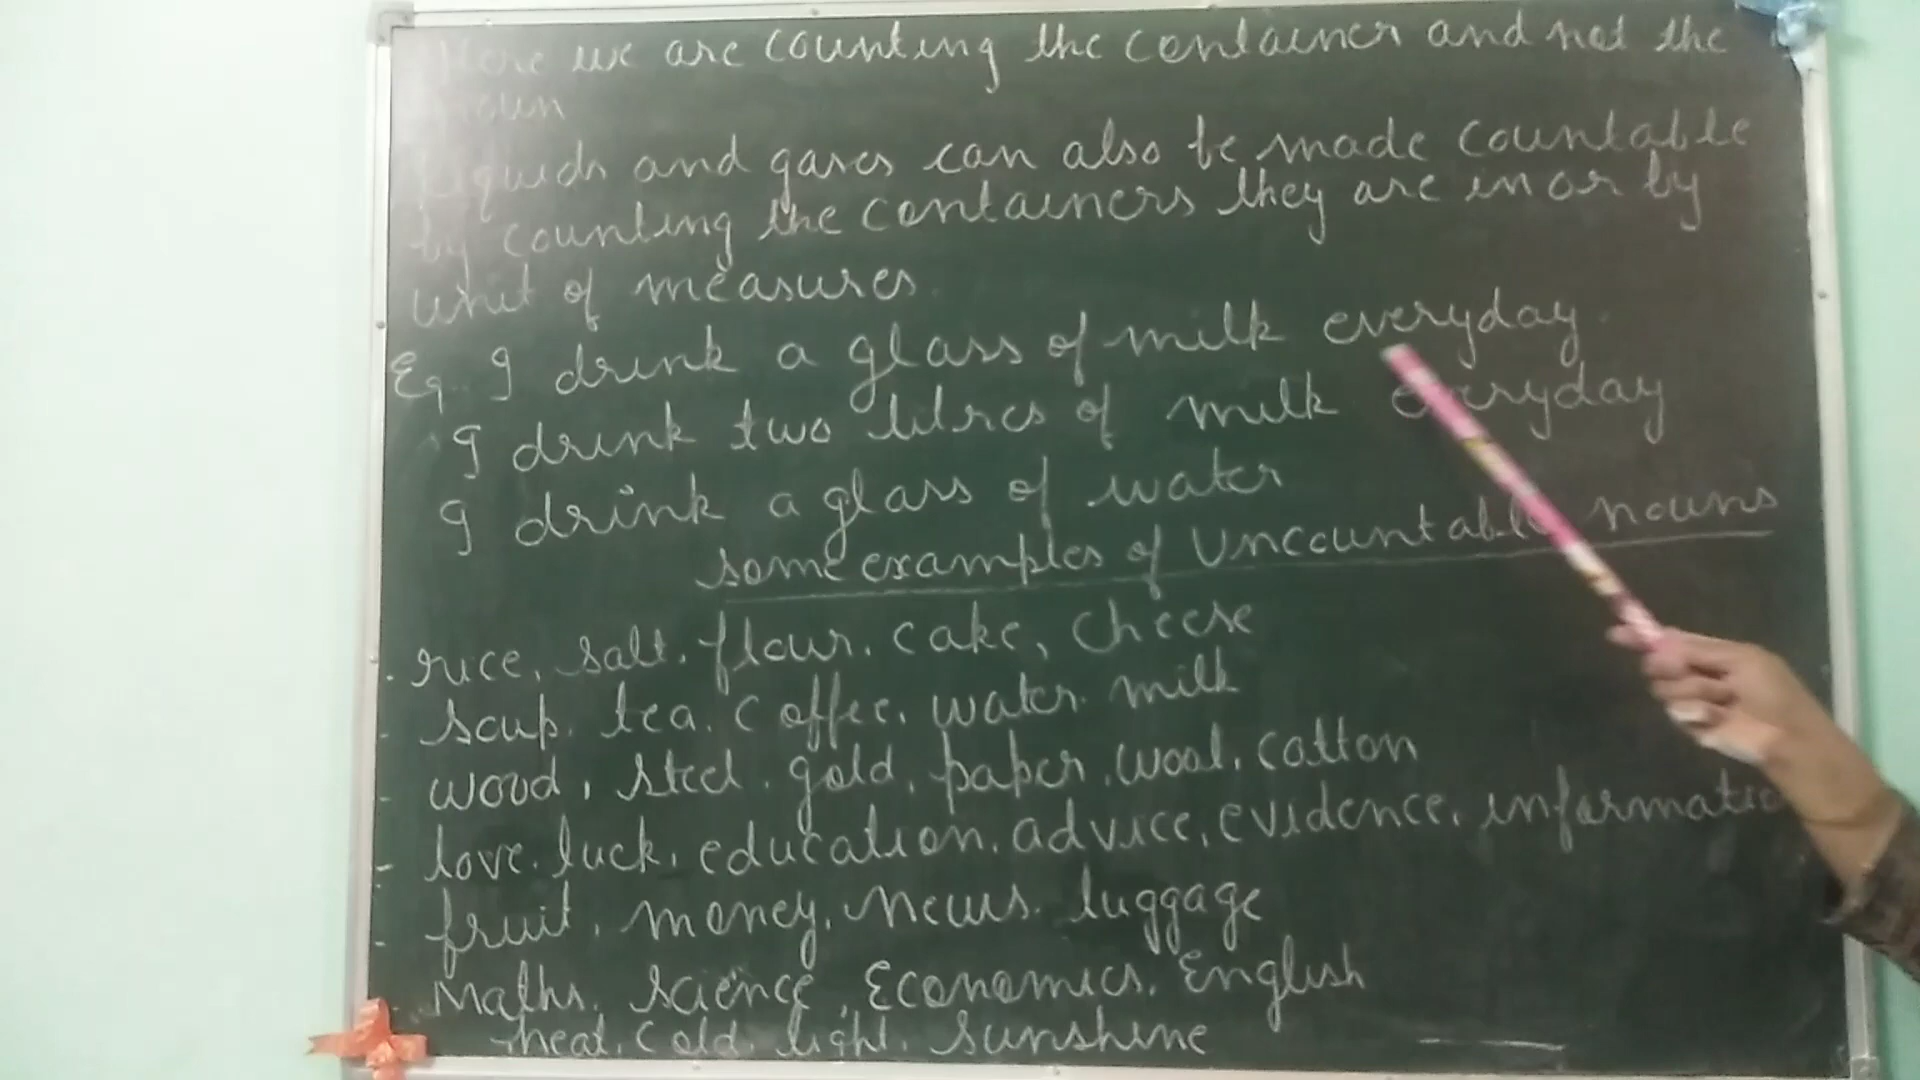 Here we are counting the container and not the
noun
Liquids and gases can also be made countable
by counting the containers they are in or by
unit of measures.
Eg. I drink a glass of milk everyday.
I drink two litres of milk everyday
I drink a glass of water
some examples of Uncountable nouns
. rice, salt, flour, cake, cheese
- soup, tea, coffee, water. milk
- wood, steel, gold, paper, wool, cotton
- love, luck, education, advice, evidence, informatio
- fruit, money, news. luggage
- Maths, Science, Economics, English
heat, cold, light, sunshine